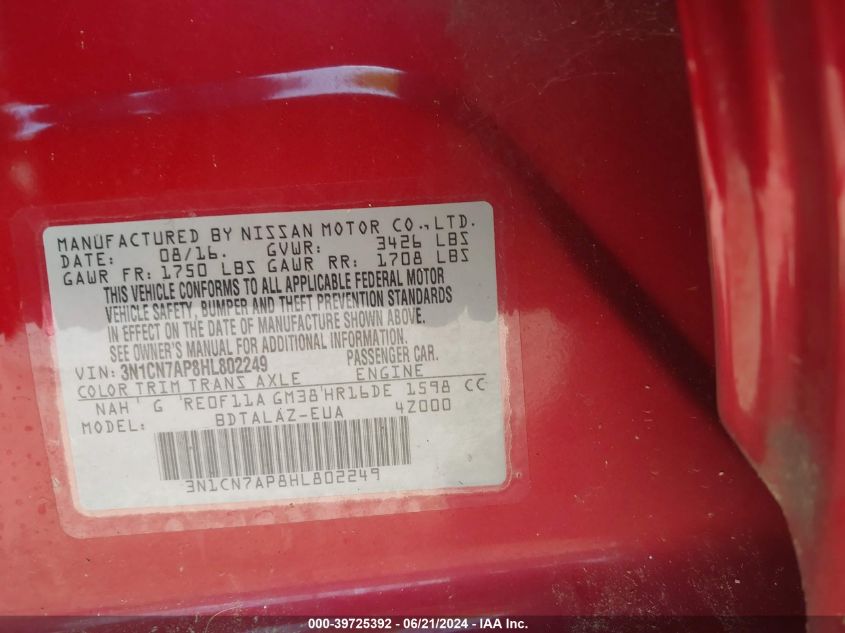 MANUFACTURED BY NISSAN MOTOR CO., LTD.
DATE: 08/16. GVWR: 3426 LBS
GAWR FR: 1750 LBS GAWR RR: 1708 LBS
THIS VEHICLE CONFORMS TO ALL APPLICABLE FEDERAL MOTOR
VEHICLE SAFETY, BUMPER AND THEFT PREVENTION STANDARDS
IN EFFECT ON THE DATE OF MANUFACTURE SHOWN ABOVE.
SEE OWNER'S MANUAL FOR ADDITIONAL INFORMATION.
VIN: 3N1CN7AP8HL802249 PASSENGER CAR.
COLOR TRIM TRANS AXLE ENGINE
NAH ' G 'RE0F11A GM38'HR16DE 1598 CC
MODEL: BDTALAZ-EUA 4Z000
3N1CN7AP8HL802249
000-39725392 - 06/21/2024 - IAA Inc.